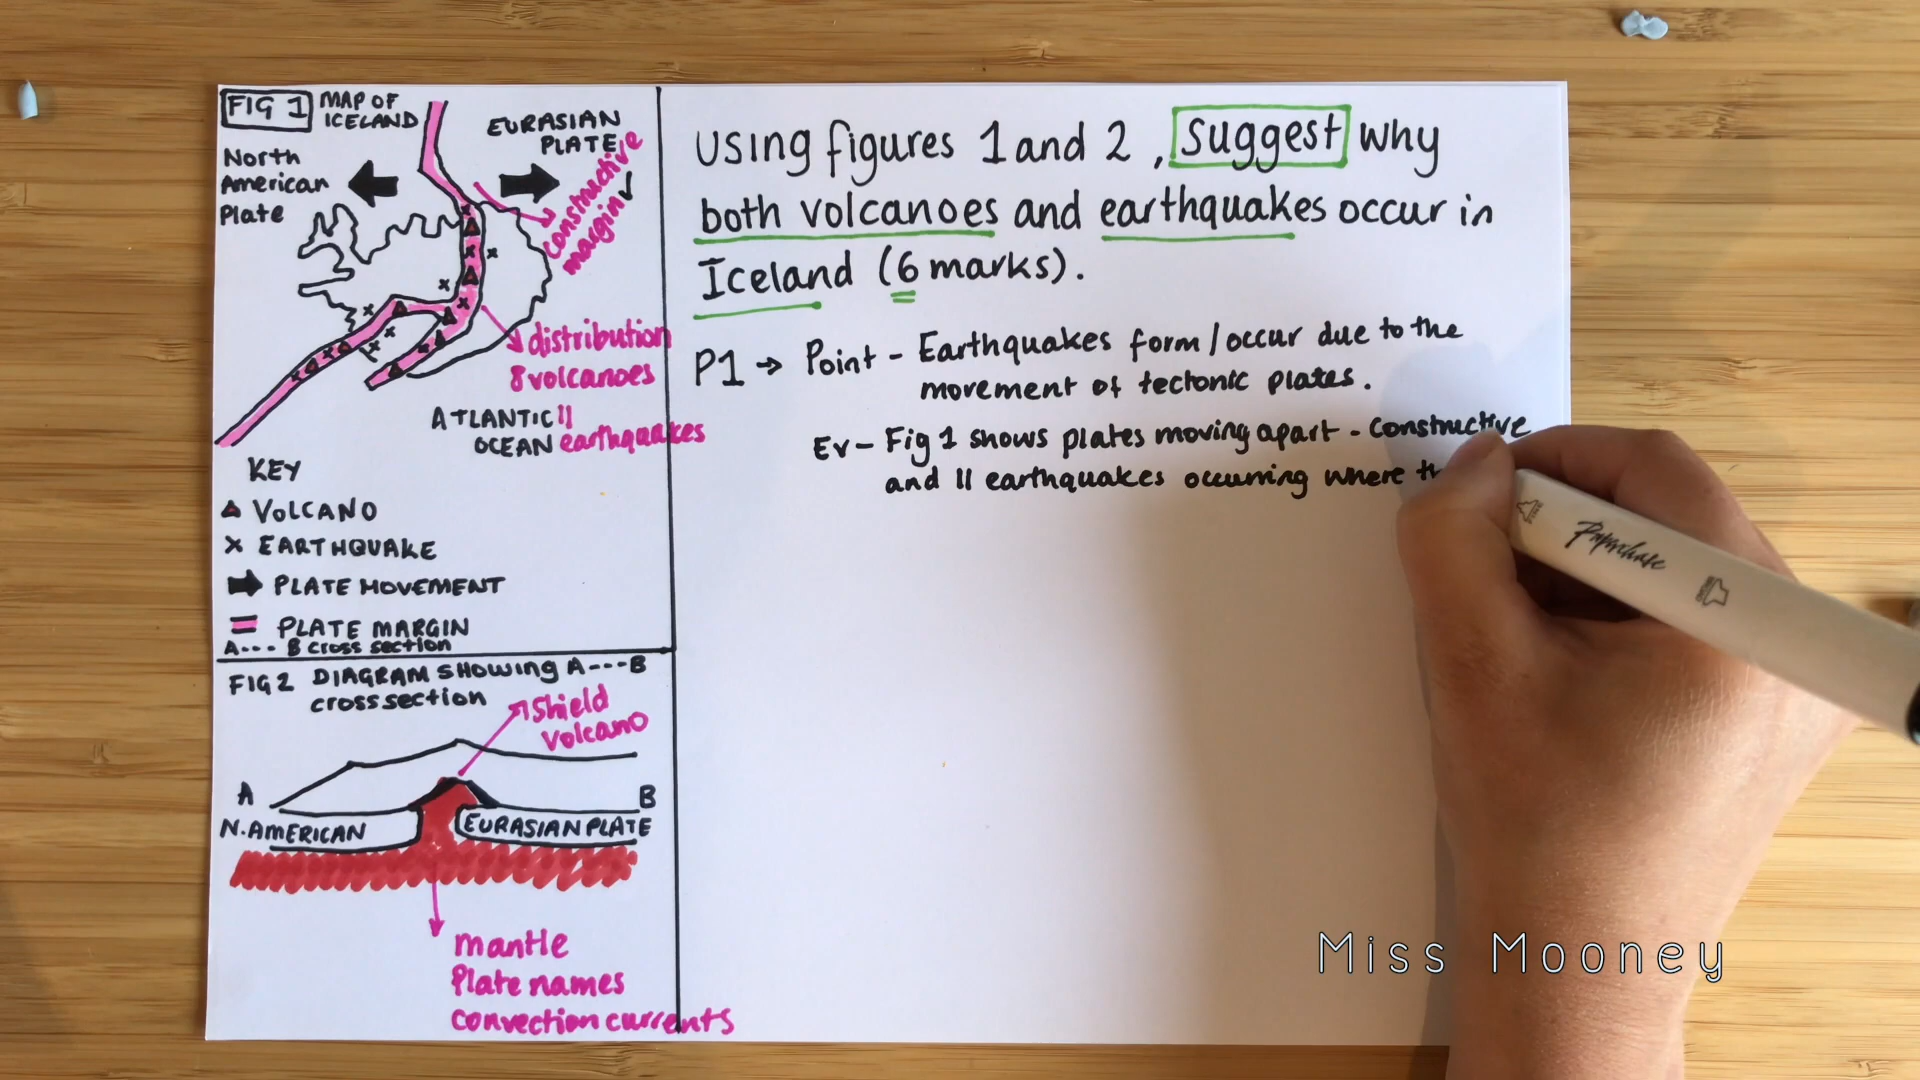 FIG 1 MAP OF
ICELAND
North
American
Plate
EURASIAN
PLATE
constructive
margin ✓
distribution
8 volcanoes
11
earthquakes
ATLANTIC
OCEAN
KEY
VOLCANO
EARTHQUAKE
PLATE MOVEMENT
PLATE MARGIN
A--- B cross section
FIG 2 DIAGRAM SHOWING A---B
cross section
Shield
Volcano
A
B
N.AMERICAN
EURASIAN PLATE
mantle
Plate names
convection currents
Using figures 1 and 2, suggest why
both volcanoes and earthquakes occur in
Iceland (6 marks).
P1 → Point - Earthquakes form/occur due to the
movement of tectonic plates.
Ev - Fig 1 shows plates moving apart - constructive
and 11 earthquakes occurring where
Paperchase
Miss Mooney